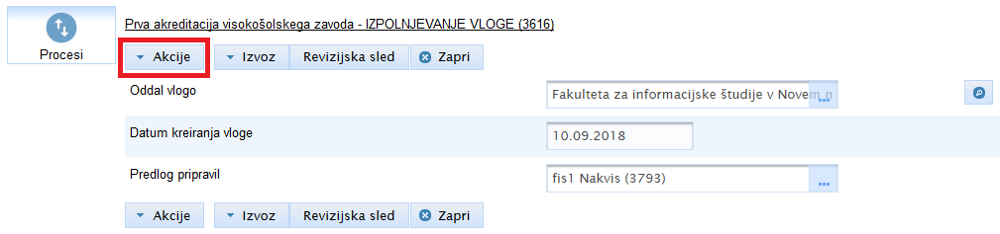 Prva akreditacija visokošolskega zavoda - IZPOLNJEVANJE VLOGE (3616)
Procesi
Akcije Izvoz Revizijska sled Zapri
Oddal vlogo Fakulteta za informacijske študije v Novem ...
Datum kreiranja vloge 10.09.2018
Predlog pripravil fis1 Nakvis (3793) ...
Akcije Izvoz Revizijska sled Zapri